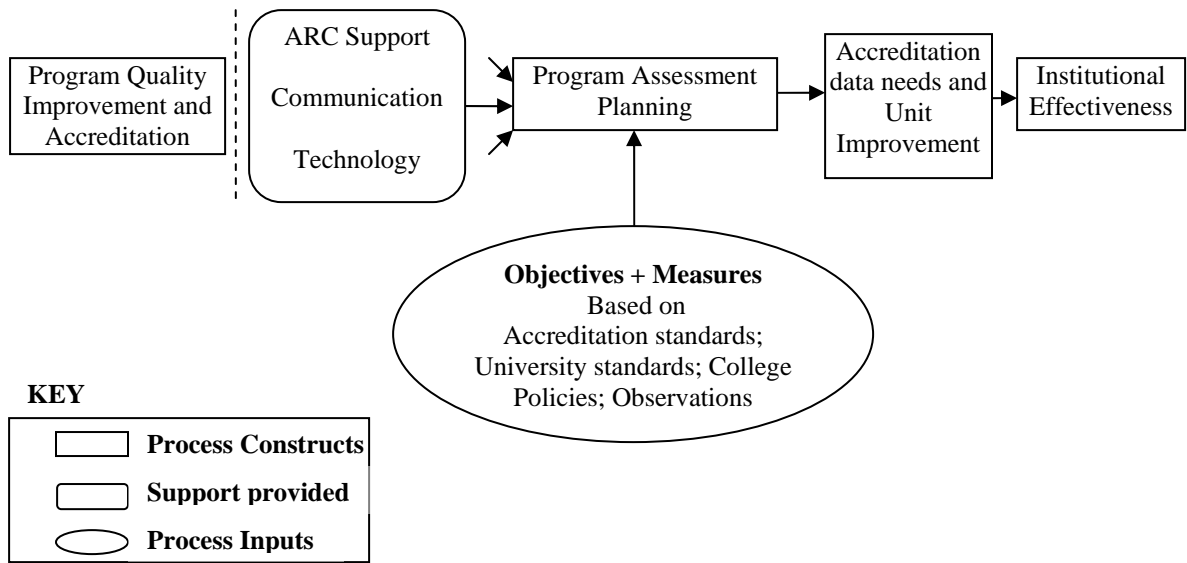 Program Quality
Improvement and
Accreditation
ARC Support
Communication
Technology
Program Assessment
Planning
Accreditation
data needs and
Unit
Improvement
Institutional
Effectiveness
Objectives + Measures
Based on
Accreditation standards;
University standards; College
Policies; Observations
KEY
Process Constructs
Support provided
Process Inputs